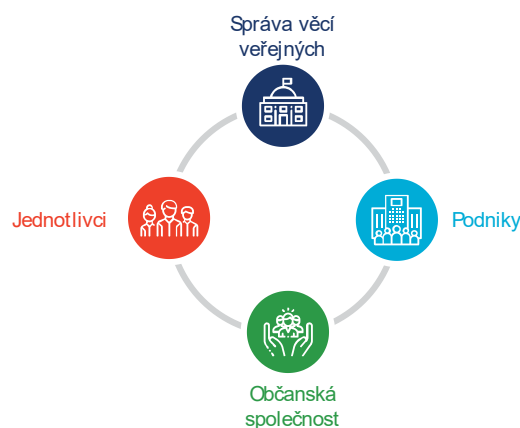 Správa věcí
veřejných
Jednotlivci
Podniky
Občanská
společnost